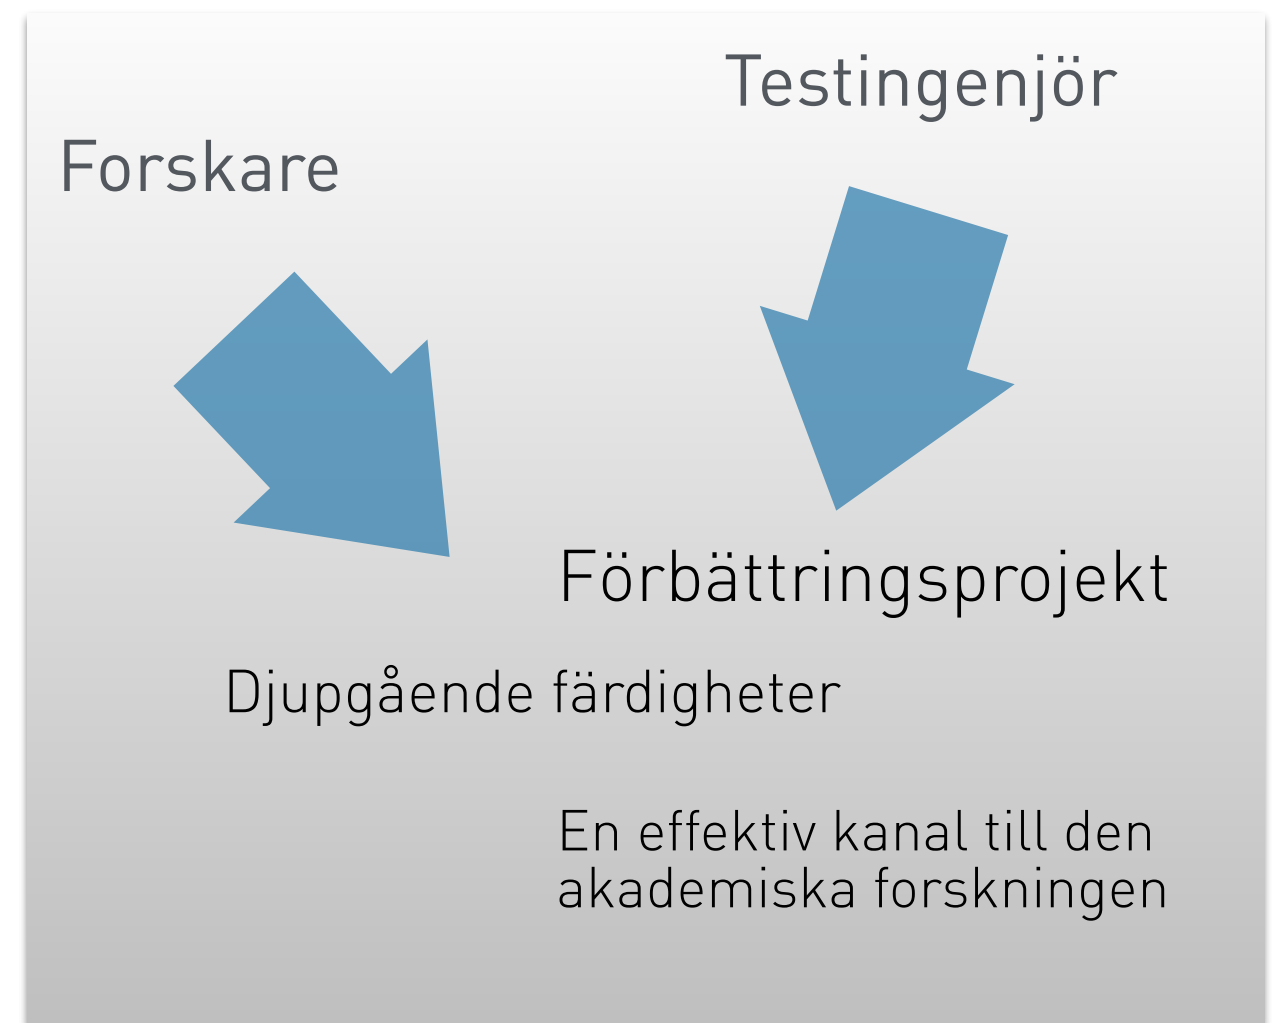 Testingenjör
Forskare
Förbättringsprojekt
Djupgående färdigheter
En effektiv kanal till den
akademiska forskningen